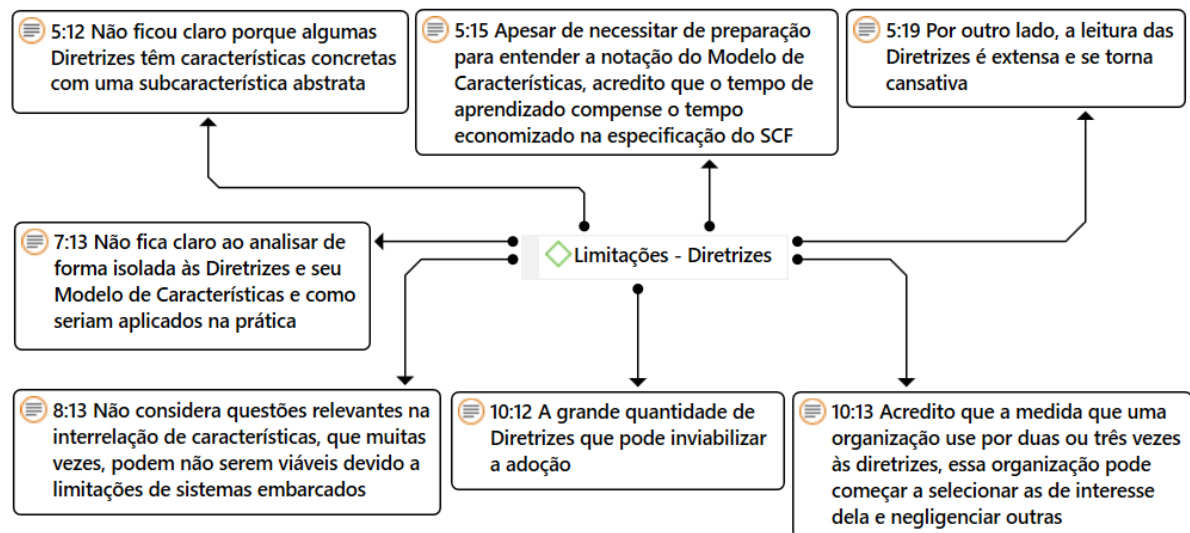 5:12 Não ficou claro porque algumas
Diretrizes têm características concretas
com uma subcaracterística abstrata
5:15 Apesar de necessitar de preparação
para entender a notação do Modelo de
Características, acredito que o tempo de
aprendizado compense o tempo
economizado na especificação do SCF
5:19 Por outro lado, a leitura das
Diretrizes é extensa e se torna
cansativa
7:13 Não fica claro ao analisar de
forma isolada às Diretrizes e seu
Modelo de Características e como
seriam aplicados na prática
Limitações - Diretrizes
8:13 Não considera questões relevantes na
interrelação de características, que muitas
vezes, podem não serem viáveis devido a
limitações de sistemas embarcados
10:12 A grande quantidade de
Diretrizes que pode inviabilizar
a adoção
10:13 Acredito que a medida que uma
organização use por duas ou três vezes
às diretrizes, essa organização pode
começar a selecionar as de interesse
dela e negligenciar outras